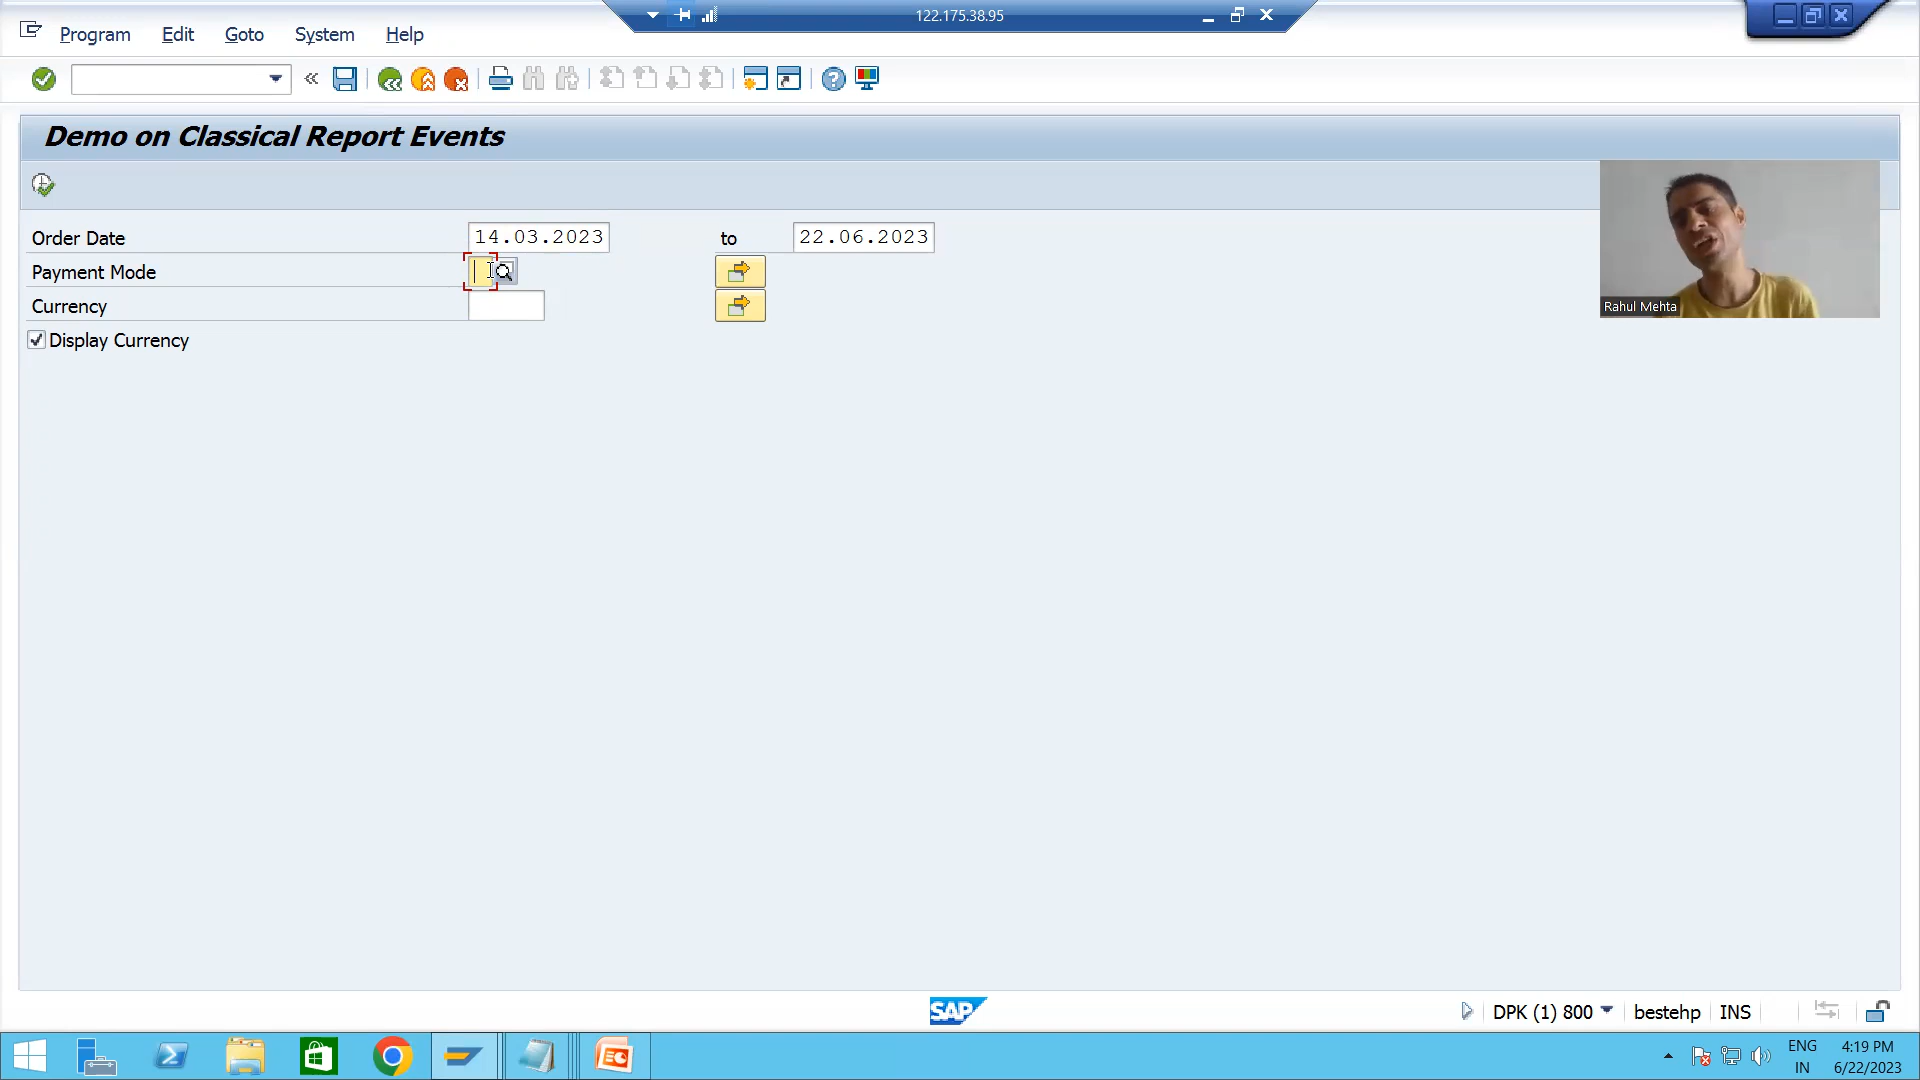 122.175.38.95
Program Edit Goto System Help
Demo on Classical Report Events
Order Date 14.03.2023 to 22.06.2023
Payment Mode
Currency
Display Currency
Rahul Mehta
SAP
DPK (1) 800 bestehp INS
ENG 4:19 PM
IN 6/22/2023